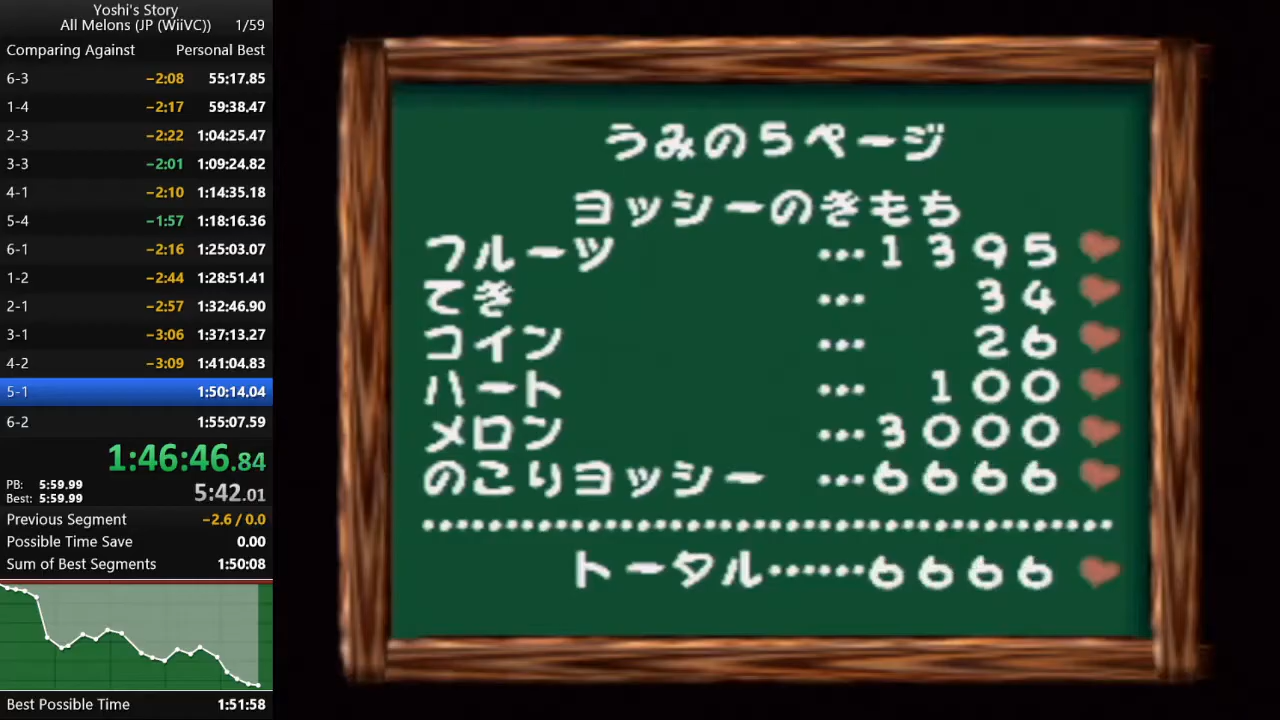 Yoshi's Story
All Melons (JP (WiiVC)) 1/59
Comparing Against Personal Best
6-3 −2:08 55:17.85
1-4 −2:17 59:38.47
2-3 −2:22 1:04:25.47
3-3 −2:01 1:09:24.82
4-1 −2:10 1:14:35.18
5-4 −1:57 1:18:16.36
6-1 −2:16 1:25:03.07
1-2 −2:44 1:28:51.41
2-1 −2:57 1:32:46.90
3-1 −3:06 1:37:13.27
4-2 −3:09 1:41:04.83
5-1 1:50:14.04
6-2 1:55:07.59
1:46:46.84
PB: 5:59.99
Best: 5:59.99 5:42.01
Previous Segment −2.6 / 0.0
Possible Time Save 0.00
Sum of Best Segments 1:50:08
Best Possible Time 1:51:58
うみの5ページ
ヨッシーのきもち
フルーツ …1395
てき … 34
コイン … 26
ハート … 100
メロン …3000
のこりヨッシー …6666
トータル……6666